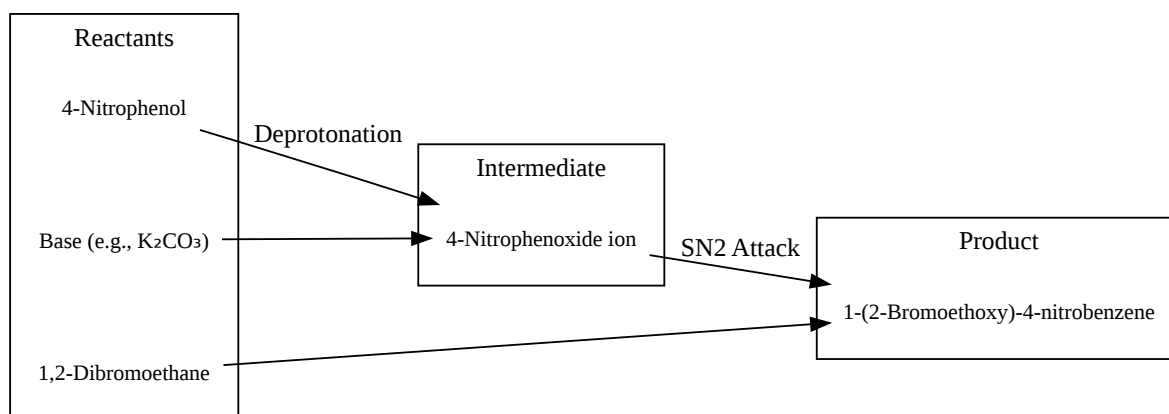 Reactants
4-Nitrophenol
Deprotonation
Intermediate
Base (e.g., K₂CO₃)
4-Nitrophenoxide ion
SN2 Attack
Product
1-(2-Bromoethoxy)-4-nitrobenzene
1,2-Dibromoethane